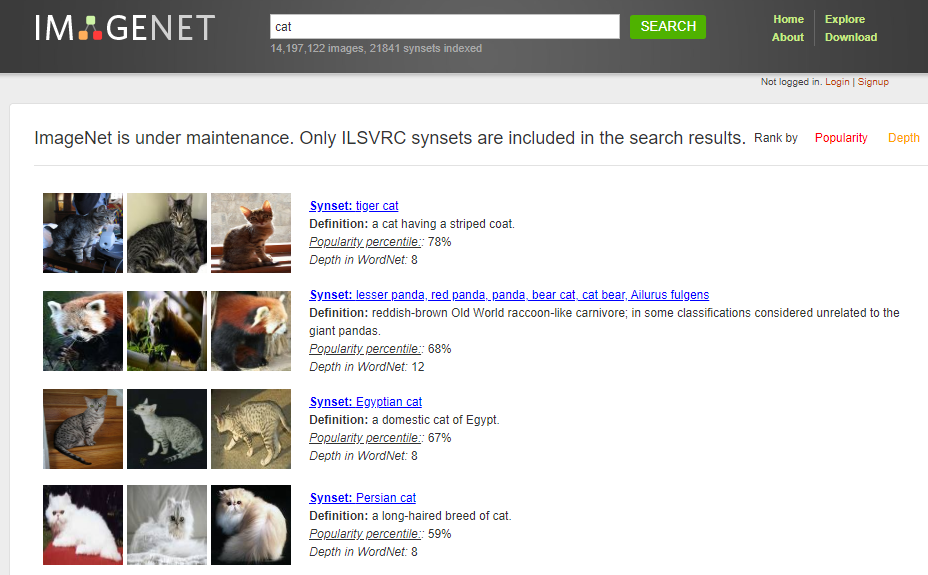 IMAGENET
cat
SEARCH
14,197,122 images, 21841 synsets indexed
Home
Explore
About
Download
Not logged in. Login | Signup
ImageNet is under maintenance. Only ILSVRC synsets are included in the search results.
Rank by Popularity Depth
Synset: tiger cat
Definition: a cat having a striped coat.
Popularity percentile:: 78%
Depth in WordNet: 8
Synset: lesser panda, red panda, panda, bear cat, cat bear, Ailurus fulgens
Definition: reddish-brown Old World raccoon-like carnivore; in some classifications considered unrelated to the
giant pandas.
Popularity percentile:: 68%
Depth in WordNet: 12
Synset: Egyptian cat
Definition: a domestic cat of Egypt.
Popularity percentile:: 67%
Depth in WordNet: 8
Synset: Persian cat
Definition: a long-haired breed of cat.
Popularity percentile:: 59%
Depth in WordNet: 8